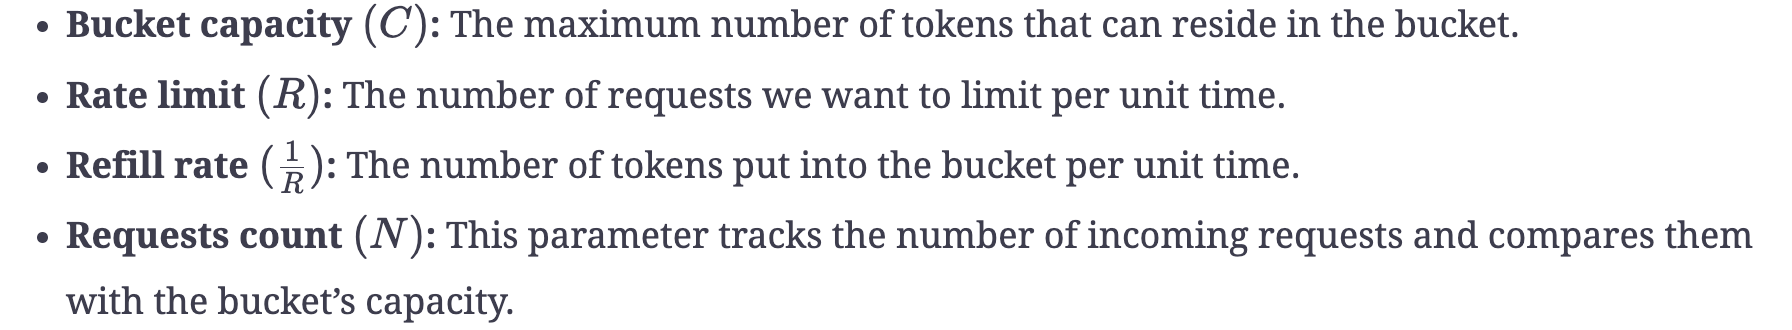 • Bucket capacity (C): The maximum number of tokens that can reside in the bucket.
• Rate limit (R): The number of requests we want to limit per unit time.
• Refill rate (1/R): The number of tokens put into the bucket per unit time.
• Requests count (N): This parameter tracks the number of incoming requests and compares them
with the bucket’s capacity.